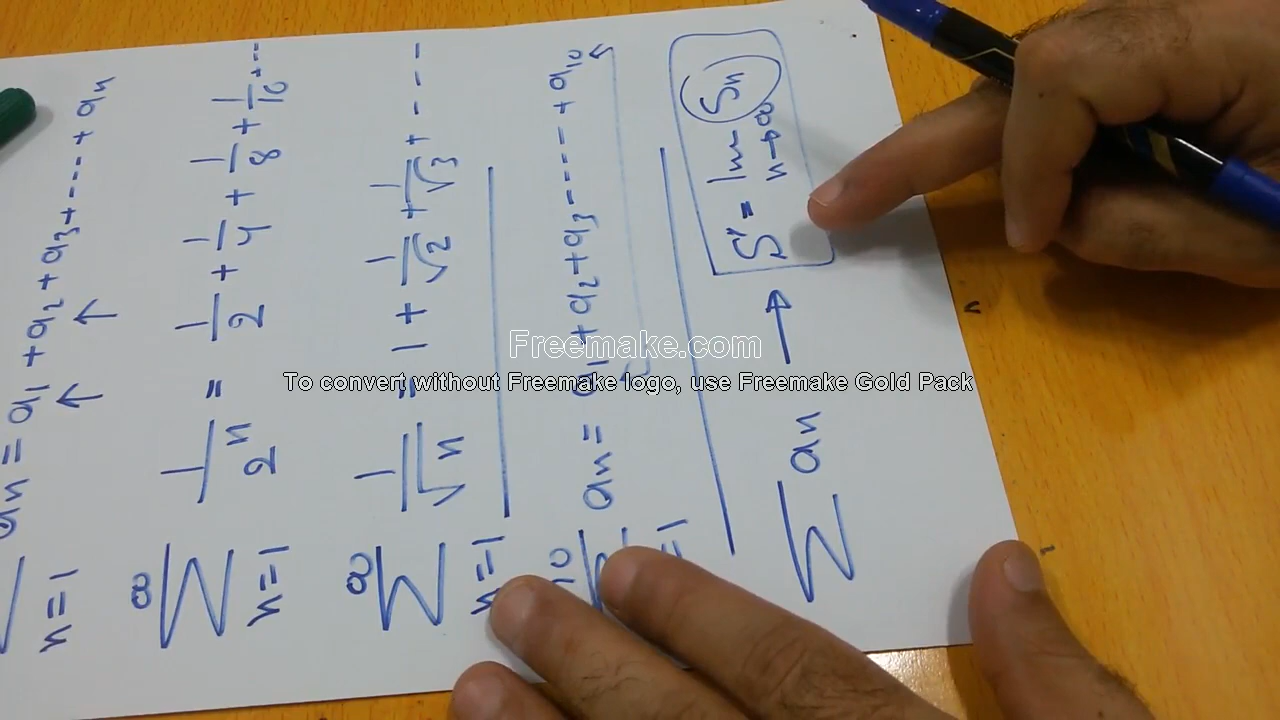 ∑ n=1 an = a1 + a2 + a3 + ---- + an
∞ ∑ n=1 1/2^n = 1/2 + 1/4 + 1/8 + 1/16 + ---
∞ ∑ n=1 1/√n = 1 + 1/√2 + 1/√3 + ---
10 ∑ =1 an = a1 + a2 + a3 ---- + a10
∑ an → S = lim n→∞ Sn
Freemake.com
To convert without Freemake logo, use Freemake Gold Pack